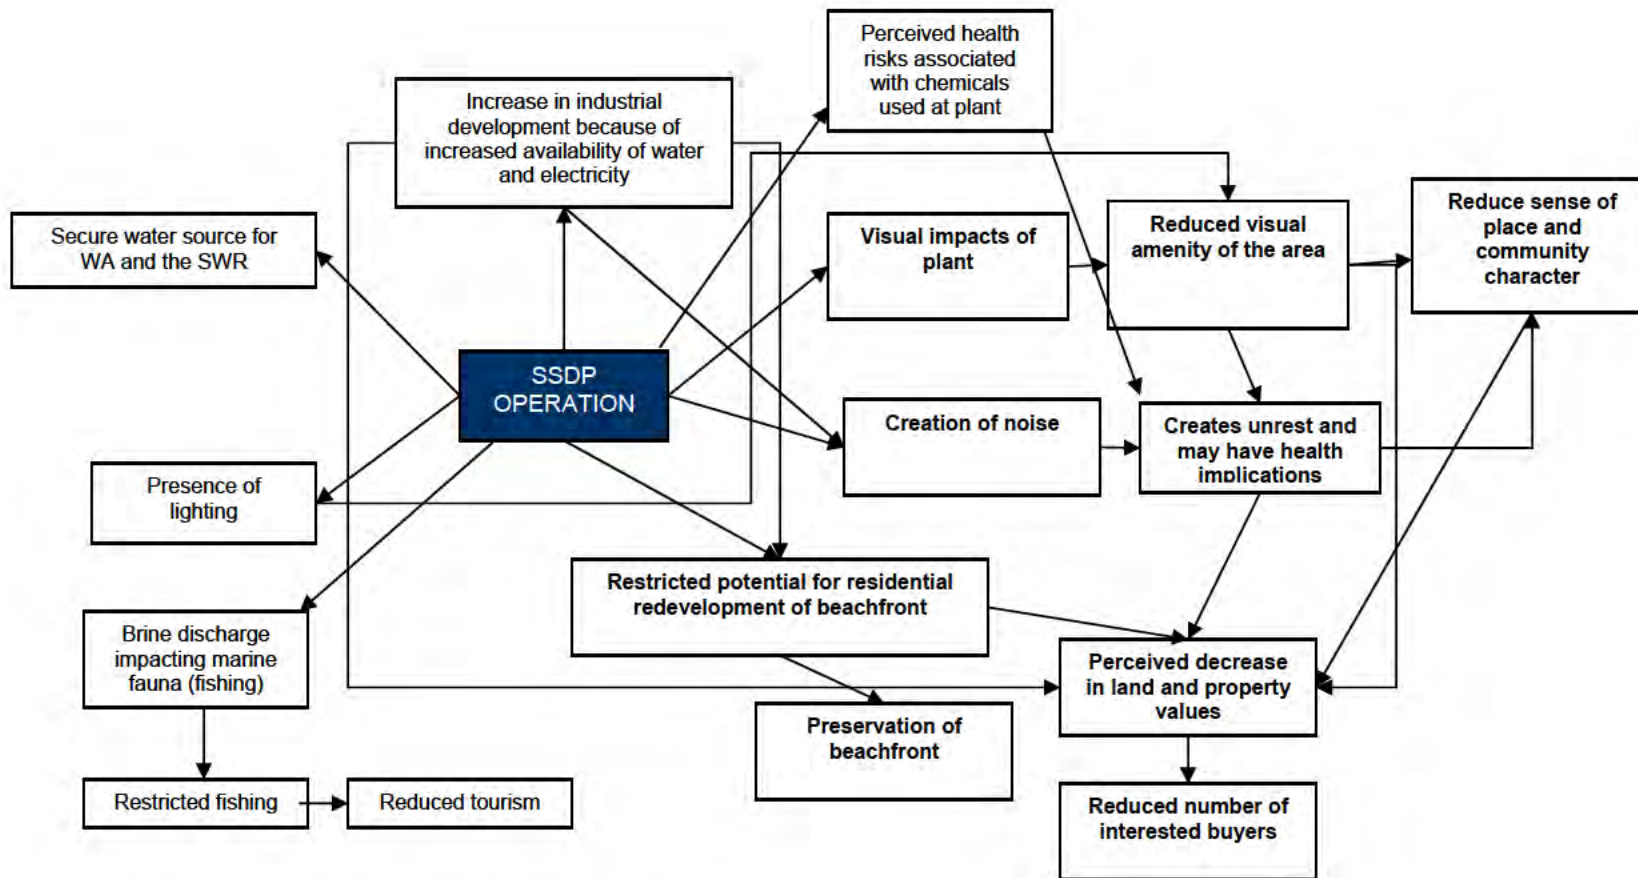 Perceived health
risks associated
with chemicals
used at plant
Increase in industrial
development because of
increased availability of water
and electricity
Secure water source for
WA and the SWR
Visual impacts of
plant
Reduced visual
amenity of the area
Reduce sense of
place and
community
character
SSDP
OPERATION
Creation of noise
Creates unrest and
may have health
implications
Presence of
lighting
Restricted potential for residential
redevelopment of beachfront
Brine discharge
impacting marine
fauna (fishing)
Perceived decrease
in land and property
values
Preservation of
beachfront
Restricted fishing
Reduced tourism
Reduced number of
interested buyers